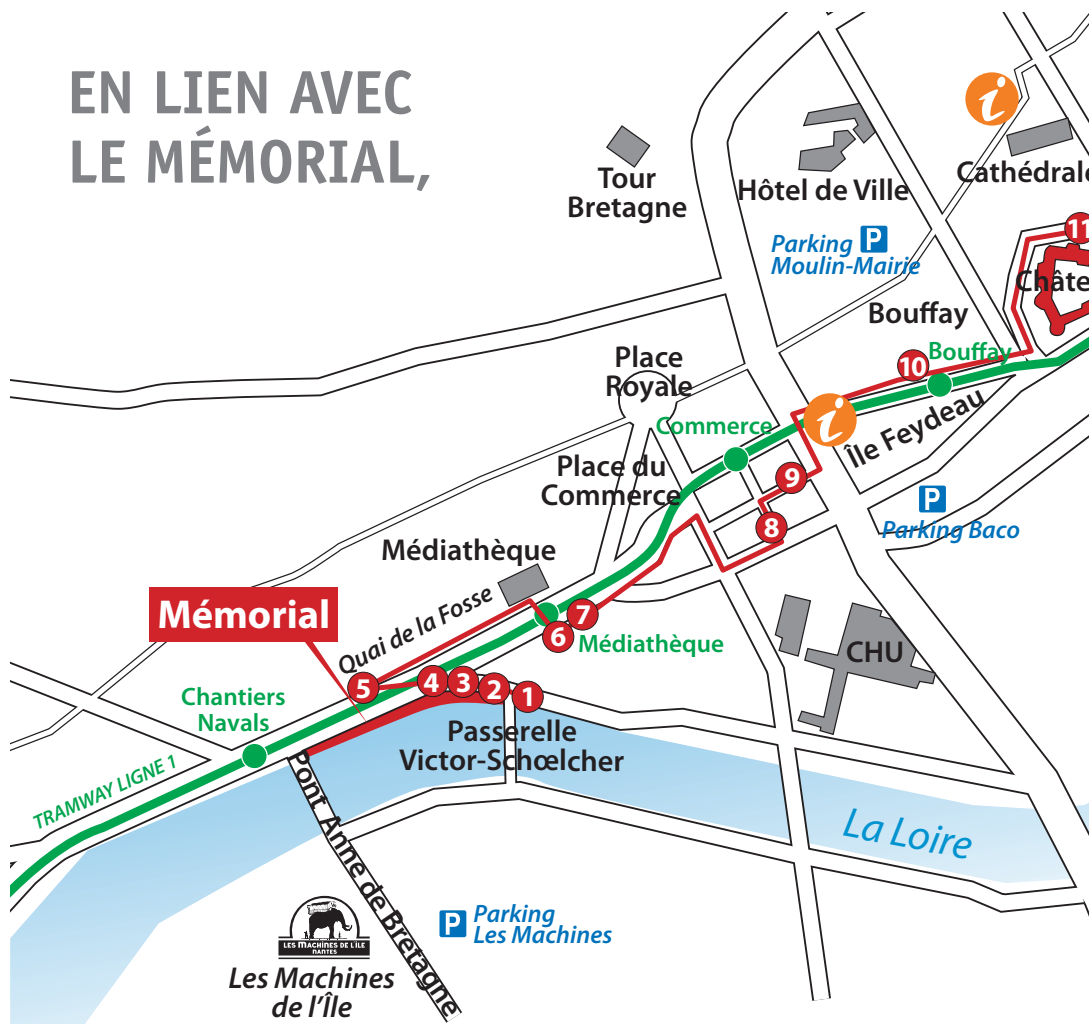 EN LIEN AVEC
LE MÉMORIAL,
i
Cathédrale
Tour
Bretagne
Hôtel de Ville
Parking P
Moulin-Mairie
11
Châte
Bouffay
Bouffay
10
Place
Royale
Commerce
i
Île Feydeau
Place du
Commerce
9
8
P
Parking Baco
Médiathèque
Mémorial
Quai de la Fosse
7
6
Médiathèque
CHU
5
4
3
2
1
Chantiers
Navals
Passerelle
Victor-Schœlcher
TRAMWAY LIGNE 1
Pont Anne de Bretagne
La Loire
P Parking
Les Machines
LES MACHINES DE L'ÎLE
NANTES
Les Machines
de l'Île